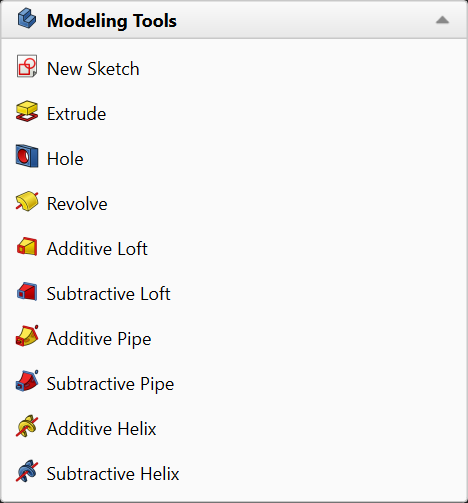 Modeling Tools
New Sketch
Extrude
Hole
Revolve
Additive Loft
Subtractive Loft
Additive Pipe
Subtractive Pipe
Additive Helix
Subtractive Helix